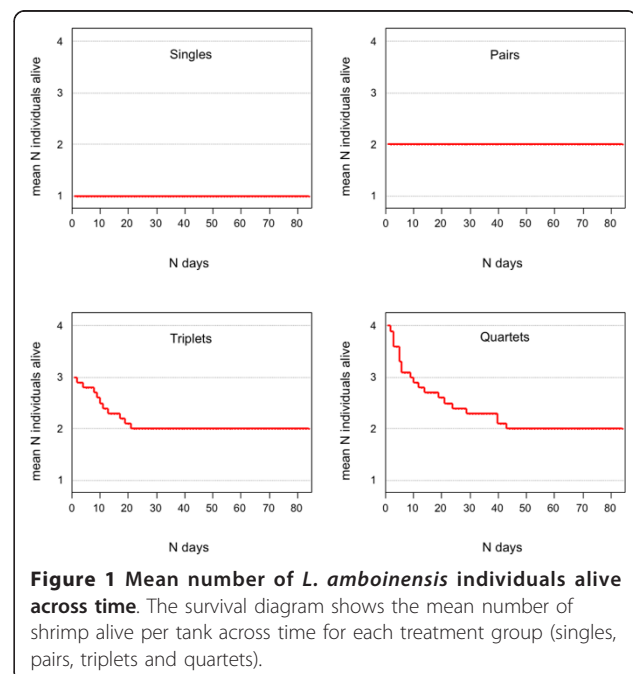 Singles
mean N individuals alive
4
3
2
1
0 10 20 30 40 50 60 70 80
N days
Pairs
mean N individuals alive
4
3
2
1
0 10 20 30 40 50 60 70 80
N days
Triplets
mean N individuals alive
4
3
2
1
0 10 20 30 40 50 60 70 80
N days
Quartets
mean N individuals alive
4
3
2
1
0 10 20 30 40 50 60 70 80
N days
Figure 1 Mean number of L. amboinensis individuals alive
across time. The survival diagram shows the mean number of
shrimp alive per tank across time for each treatment group (singles,
pairs, triplets and quartets).